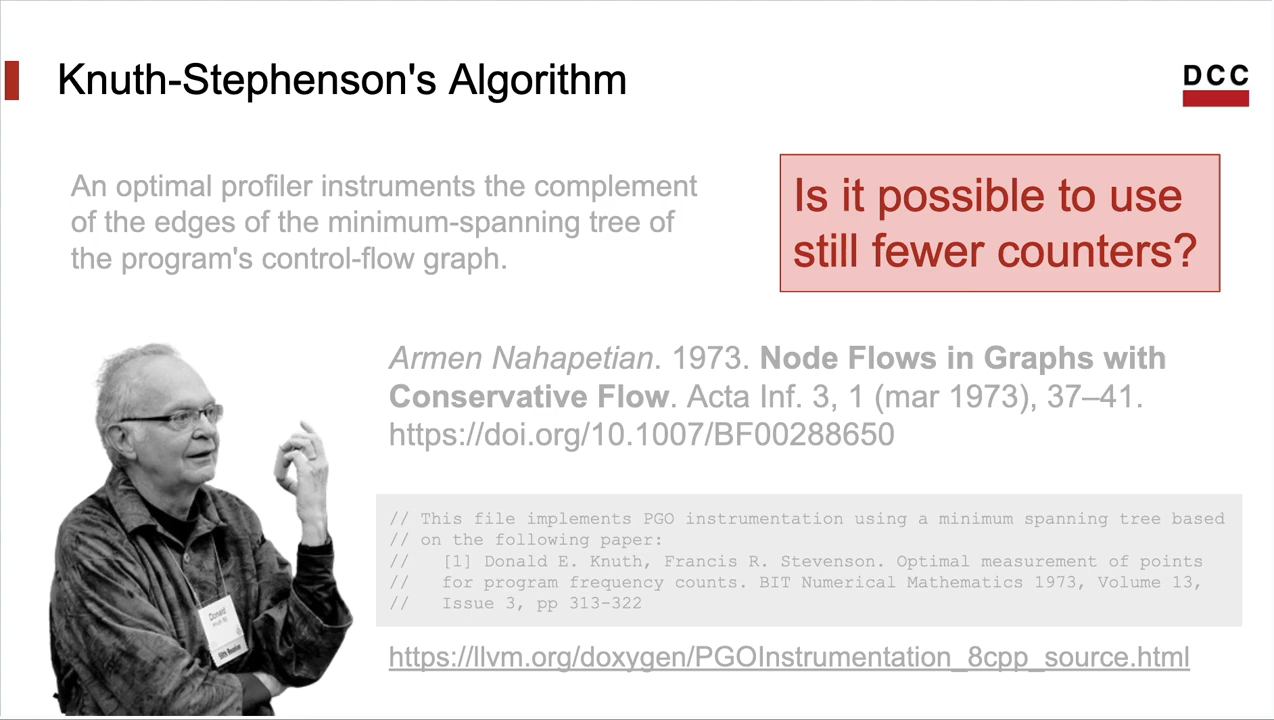 Knuth-Stephenson's Algorithm
DCC
An optimal profiler instruments the complement
of the edges of the minimum-spanning tree of
the program's control-flow graph.
Is it possible to use
still fewer counters?
Armen Nahapetian. 1973. Node Flows in Graphs with
Conservative Flow. Acta Inf. 3, 1 (mar 1973), 37–41.
https://doi.org/10.1007/BF00288650
// This file implements PGO instrumentation using a minimum spanning tree based
// on the following paper:
//   [1] Donald E. Knuth, Francis R. Stevenson. Optimal measurement of points
//   for program frequency counts. BIT Numerical Mathematics 1973, Volume 13,
//   Issue 3, pp 313-322
https://llvm.org/doxygen/PGOInstrumentation_8cpp_source.html
Donald